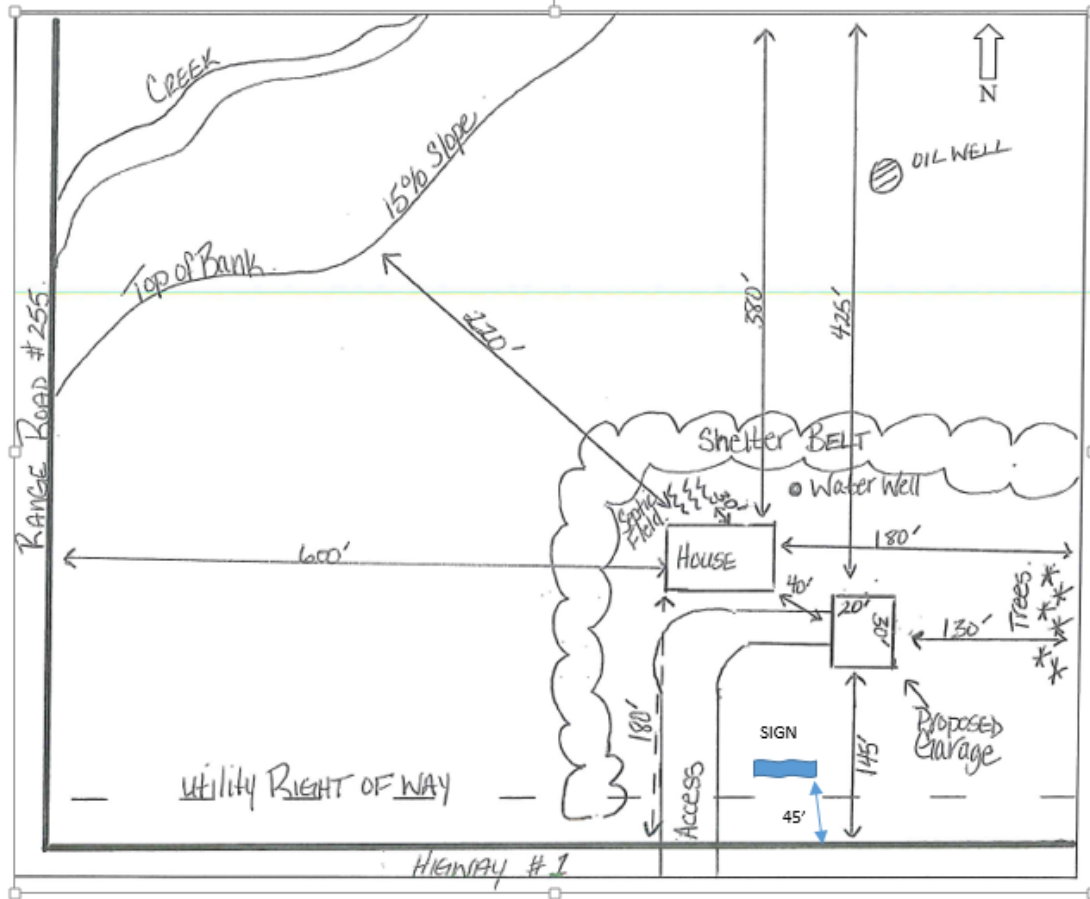 CREEK
N
OIL WELL
15% Slope
Top of Bank
RANGE ROAD #255.
220'
380'
425'
Shelter BELT
Water Well
Septic
Field.
30'
HOUSE
600'
180'
40'
20'
30'
Trees.
130'
180'
SIGN
145'
Proposed
Garage
Utility RIGHT OF WAY
Access
45'
HIGHWAY #1